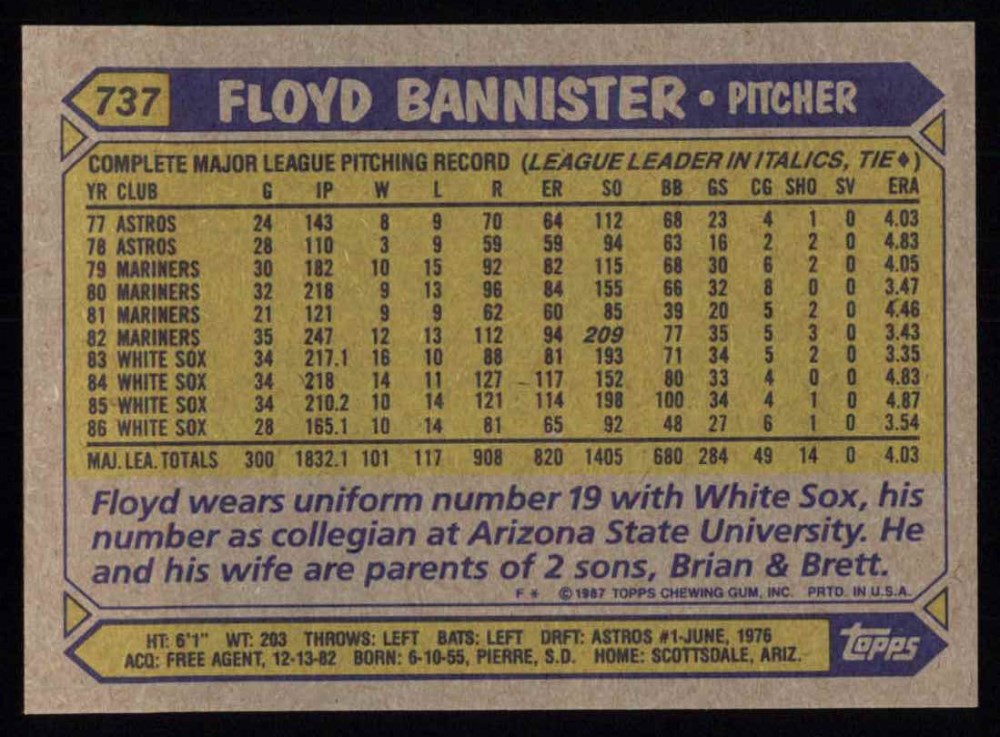 737 FLOYD BANNISTER • PITCHER
COMPLETE MAJOR LEAGUE PITCHING RECORD (LEAGUE LEADER IN ITALICS, TIE♦)
YR CLUB G IP W L R ER SO BB GS CG SHO SV ERA
77 ASTROS 24 143 8 9 70 64 112 68 23 4 1 0 4.03
78 ASTROS 28 110 3 9 59 59 94 63 16 2 2 0 4.83
79 MARINERS 30 182 10 15 92 82 115 68 30 6 2 0 4.05
80 MARINERS 32 218 9 13 96 84 155 66 32 8 0 0 3.47
81 MARINERS 21 121 9 9 62 60 85 39 20 5 2 0 4.46
82 MARINERS 35 247 12 13 112 94 209 77 35 5 3 0 3.43
83 WHITE SOX 34 217.1 16 10 88 81 193 71 34 5 2 0 3.35
84 WHITE SOX 34 218 14 11 127 117 152 80 33 4 0 0 4.83
85 WHITE SOX 34 210.2 10 14 121 114 198 100 34 4 1 0 4.87
86 WHITE SOX 28 165.1 10 14 81 65 92 48 27 6 1 0 3.54
MAJ. LEA. TOTALS 300 1832.1 101 117 908 820 1405 680 284 49 14 0 4.03
Floyd wears uniform number 19 with White Sox, his
number as collegian at Arizona State University. He
and his wife are parents of 2 sons, Brian & Brett.
F * © 1987 TOPPS CHEWING GUM, INC. PRTD. IN U.S.A.
HT: 6'1" WT: 203 THROWS: LEFT BATS: LEFT DRFT: ASTROS #1-JUNE, 1976
ACQ: FREE AGENT, 12-13-82 BORN: 6-10-55, PIERRE, S.D. HOME: SCOTTSDALE, ARIZ.
topps